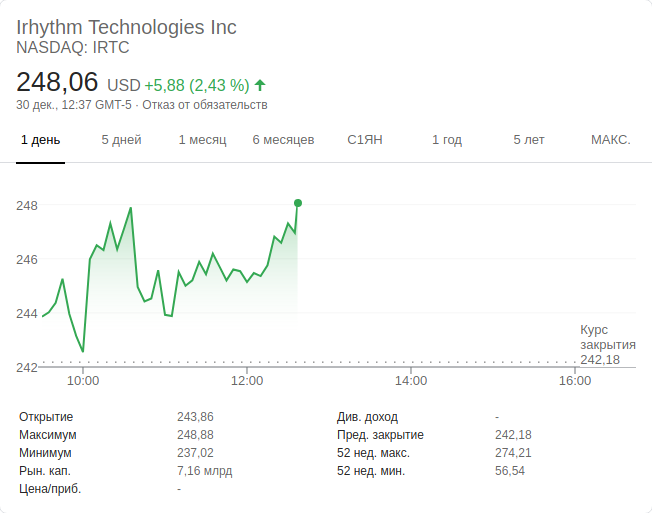 Irhythm Technologies Inc
NASDAQ: IRTC
248,06 USD +5,88 (2,43 %)
30 дек., 12:37 GMT-5 · Отказ от обязательств
1 день 5 дней 1 месяц 6 месяцев С1ЯН 1 год 5 лет МАКС.
248
246
244
Курс
закрытия
242,18
242
10:00 12:00 14:00 16:00
Открытие 243,86 Див. доход -
Максимум 248,88 Пред. закрытие 242,18
Минимум 237,02 52 нед. макс. 274,21
Рын. кап. 7,16 млрд 52 нед. мин. 56,54
Цена/приб. -